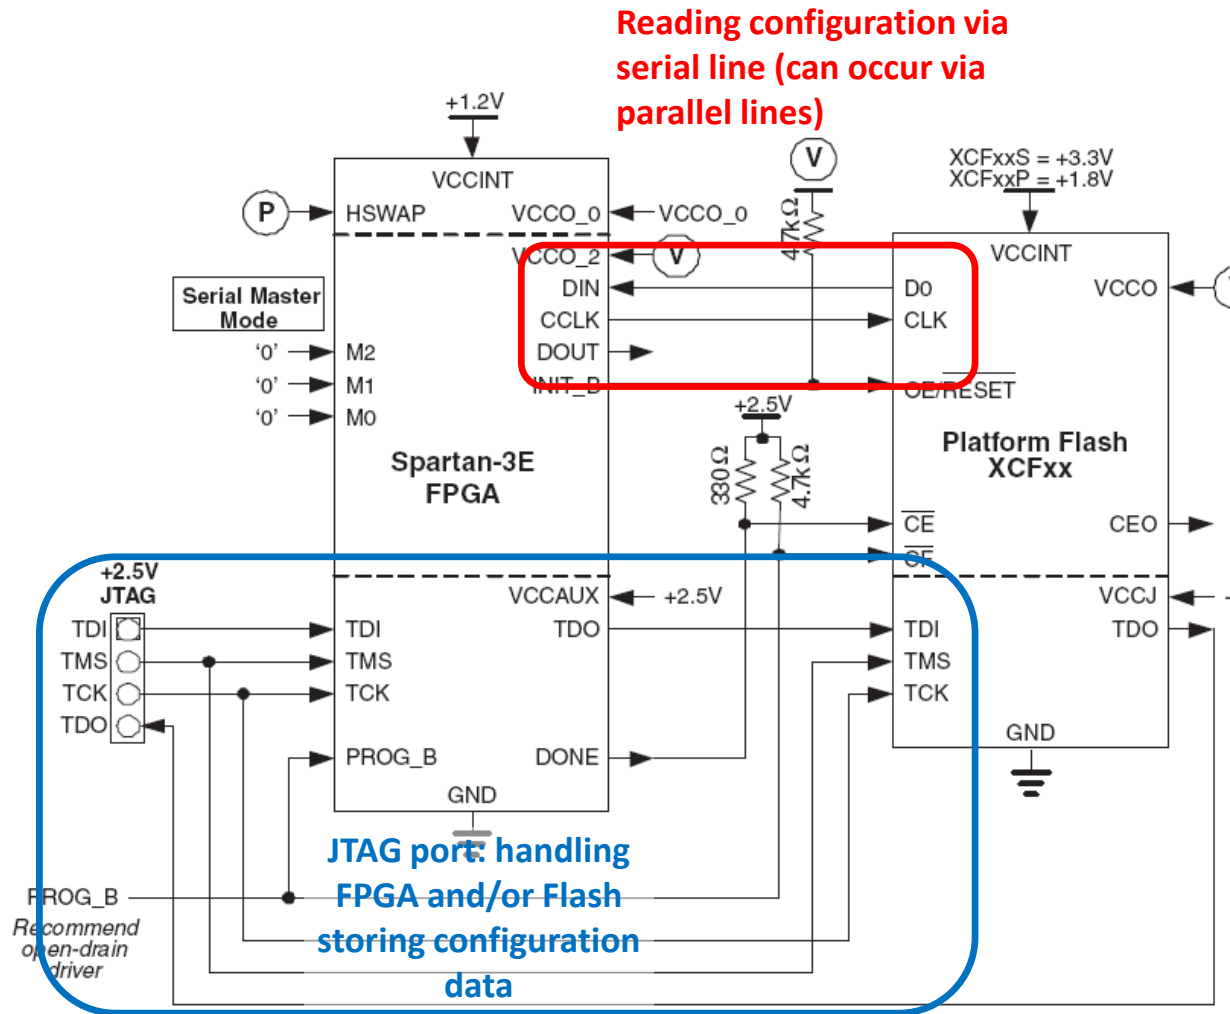 Reading configuration via
serial line (can occur via
parallel lines)
+1.2V
V
XCFxxS = +3.3V
XCFxxP = +1.8V
VCCINT
P
HSWAP
VCCO_0
VCCO_0
4.7kΩ
VCCO_2
V
VCCINT
Serial Master
Mode
DIN
D0
VCCO
CCLK
CLK
'0'
M2
DOUT
'0'
M1
INIT_B
OE/RESET
'0'
M0
+2.5V
Spartan-3E
FPGA
330Ω
4.7kΩ
Platform Flash
XCFxx
CE
CEO
CF
+2.5V
JTAG
VCCAUX
+2.5V
VCCJ
TDI
TDI
TDO
TDI
TDO
TMS
TMS
TMS
TCK
TCK
TCK
TDO
GND
PROG_B
DONE
GND
JTAG port: handling
FPGA and/or Flash
storing configuration
data
PROG_B
Recommend
open-drain
driver